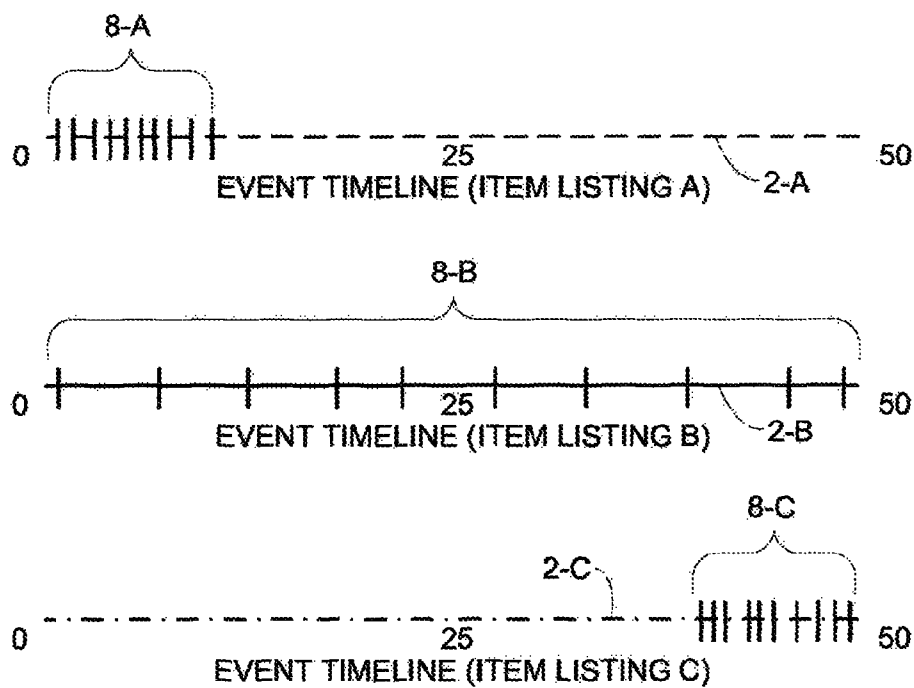 8-A
0 25 50
EVENT TIMELINE (ITEM LISTING A) 2-A
8-B
0 25 50
EVENT TIMELINE (ITEM LISTING B) 2-B
8-C
2-C
0 25 50
EVENT TIMELINE (ITEM LISTING C)